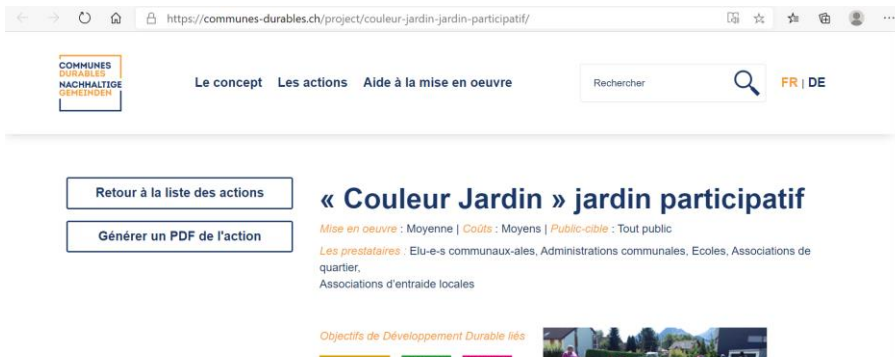 https://communes-durables.ch/project/couleur-jardin-jardin-participatif/
COMMUNES
DURABLES
NACHHALTIGE
GEMEINDEN
Le concept Les actions Aide à la mise en oeuvre
Rechercher
FR | DE
Retour à la liste des actions
Générer un PDF de l'action
« Couleur Jardin » jardin participatif
Mise en oeuvre : Moyenne | Coûts : Moyens | Public-cible : Tout public
Les prestataires : Elu-e-s communaux-ales, Administrations communales, Ecoles, Associations de
quartier,
Associations d'entraide locales
Objectifs de Développement Durable liés